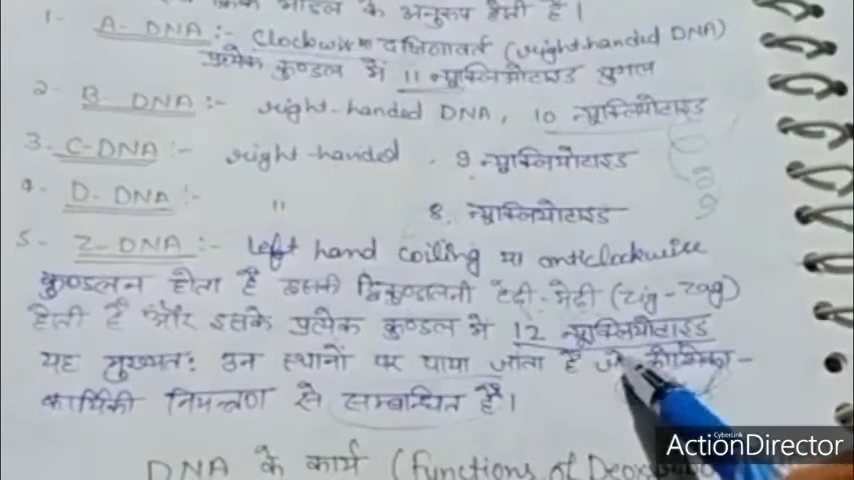 मॉडल के अनुरूप होती है।
1- A- DNA :- Clockwise दक्षिणावर्त (right-handed DNA)
प्रत्येक कुण्डल में 11 न्यूक्लियोटाइड युगल
2- B- DNA :- right-handed DNA, 10 न्यूक्लियोटाइड
3- C-DNA :- right-handed . 9 न्यूक्लियोटाइड
4- D- DNA :- " 8. न्यूक्लियोटाइड
5- Z-DNA :- left hand coiling या anticlockwise
कुण्डलन होता है इसकी द्विकुण्डलनी टेढ़ी-मेढ़ी (zig-zag)
होती है और इसके प्रत्येक कुण्डल में 12 न्यूक्लियोटाइड
यह मुख्यतः उन स्थानों पर पाया जाता है जो
कार्यिकी नियन्त्रण से सम्बन्धित है।
DNA के कार्य (functions of
CyberLink
ActionDirector